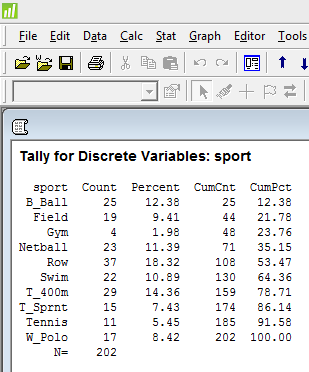 File Edit Data Calc Stat Graph Editor Tools
Tally for Discrete Variables: sport
sport Count Percent CumCnt CumPct
B_Ball 25 12.38 25 12.38
Field 19 9.41 44 21.78
Gym 4 1.98 48 23.76
Netball 23 11.39 71 35.15
Row 37 18.32 108 53.47
Swim 22 10.89 130 64.36
T_400m 29 14.36 159 78.71
T_Sprnt 15 7.43 174 86.14
Tennis 11 5.45 185 91.58
W_Polo 17 8.42 202 100.00
N= 202